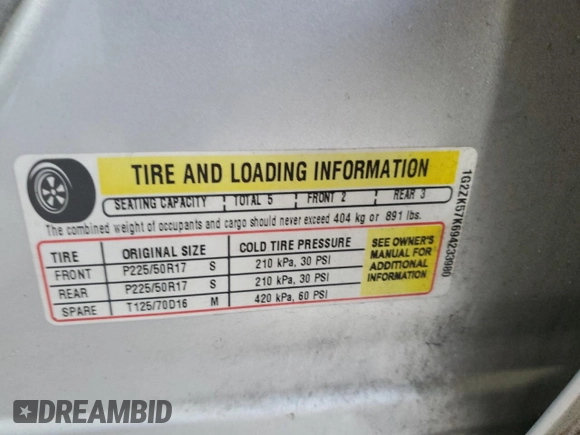 TIRE AND LOADING INFORMATION
SEATING CAPACITY TOTAL 5 FRONT 2 REAR 3
The combined weight of occupants and cargo should never exceed 404 kg or 891 lbs.
TIRE ORIGINAL SIZE COLD TIRE PRESSURE
FRONT P225/50R17 S 210 kPa, 30 PSI
REAR P225/50R17 S 210 kPa, 30 PSI
SPARE T125/70D16 M 420 kPa, 60 PSI
SEE OWNER'S
MANUAL FOR
ADDITIONAL
INFORMATION
1G2ZK57K694233980
DREAMBID